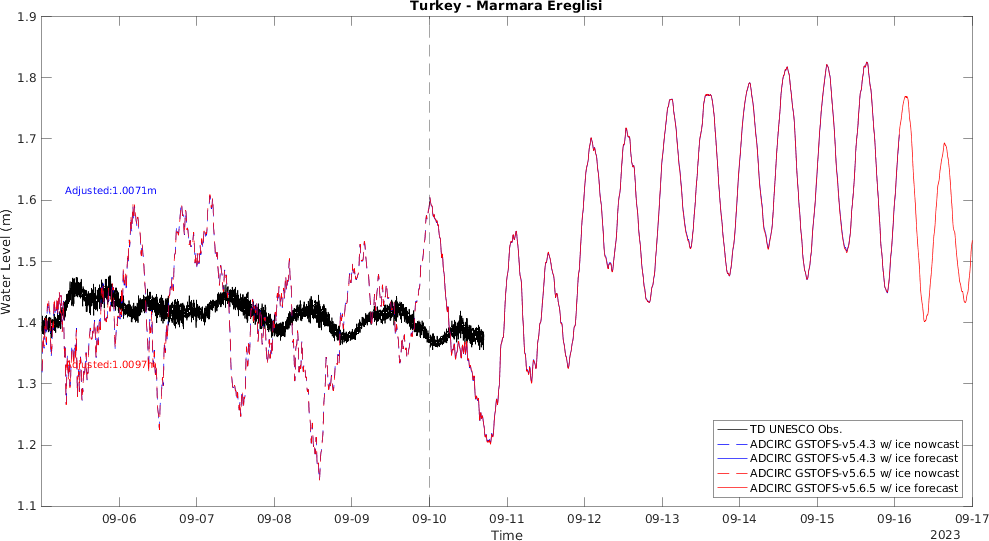 Turkey - Marmara Ereglisi
1.9
1.8
1.7
1.6
1.5
1.4
1.3
1.2
1.1
Water Level (m)
Adjusted:1.0071m
Adjusted:1.0097m
TD UNESCO Obs.
ADCIRC GSTOFS-v5.4.3 w/ ice nowcast
ADCIRC GSTOFS-v5.4.3 w/ ice forecast
ADCIRC GSTOFS-v5.6.5 w/ ice nowcast
ADCIRC GSTOFS-v5.6.5 w/ ice forecast
09-06 09-07 09-08 09-09 09-10 09-11 09-12 09-13 09-14 09-15 09-16 09-17
Time
2023